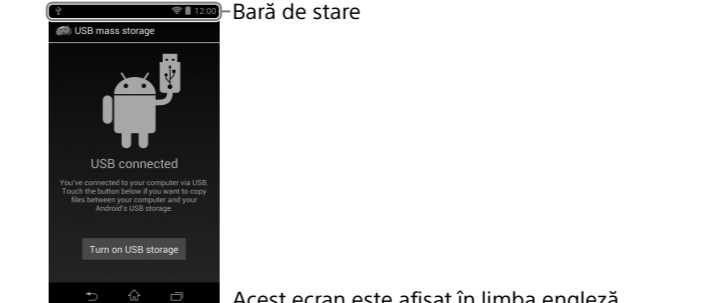 12:00
Bară de stare
USB mass storage
USB connected
You've connected to your computer via USB.
Touch the button below if you want to copy
files between your computer and your
Android's USB storage.
Turn on USB storage
Acest ecran este afișat în limba engleză